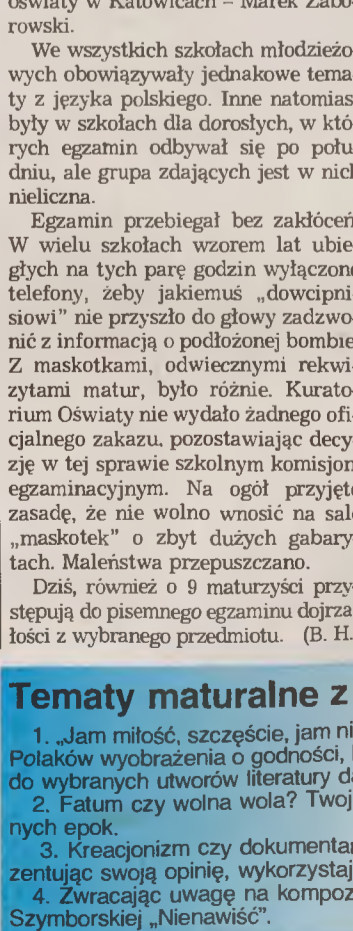 oświaty w Katowicach – Marek Zabo-
rowski.
We wszystkich szkołach młodzieżo-
wych obowiązywały jednakowe tema-
ty z języka polskiego. Inne natomias
były w szkołach dla dorosłych, w któ-
rych egzamin odbywał się po połu
dniu, ale grupa zdających jest w nich
nieliczna.
Egzamin przebiegał bez zakłóceń
W wielu szkołach wzorem lat ubie-
głych na tych parę godzin wyłączono
telefony, żeby jakiemuś „dowcipni-
siowi” nie przyszło do głowy zadzwo-
nić z informacją o podłożonej bombie
Z maskotkami, odwiecznymi rekwi-
zytami matur, było różnie. Kurato-
rium Oświaty nie wydało żadnego ofi-
cjalnego zakazu, pozostawiając decy-
zję w tej sprawie szkolnym komisjon
egzaminacyjnym. Na ogół przyjęto
zasadę, że nie wolno wnosić na salę
„maskotek” o zbyt dużych gabary-
tach. Maleństwa przepuszczano.
Dziś, również o 9 maturzyści przy-
stępują do pisemnego egzaminu dojrza-
łości z wybranego przedmiotu. (B. H.
Tematy maturalne z
1. „Jam miłość, szczęście, jam ni
Polaków wyobrażenia o godności,
do wybranych utworów literatury da
2. Fatum czy wolna wola? Twoj
nych epok.
3. Kreacjonizm czy dokumentar
zentując swoją opinię, wykorzystaj
4. Zwracając uwagę na kompoz
Szymborskiej „Nienawiść”.